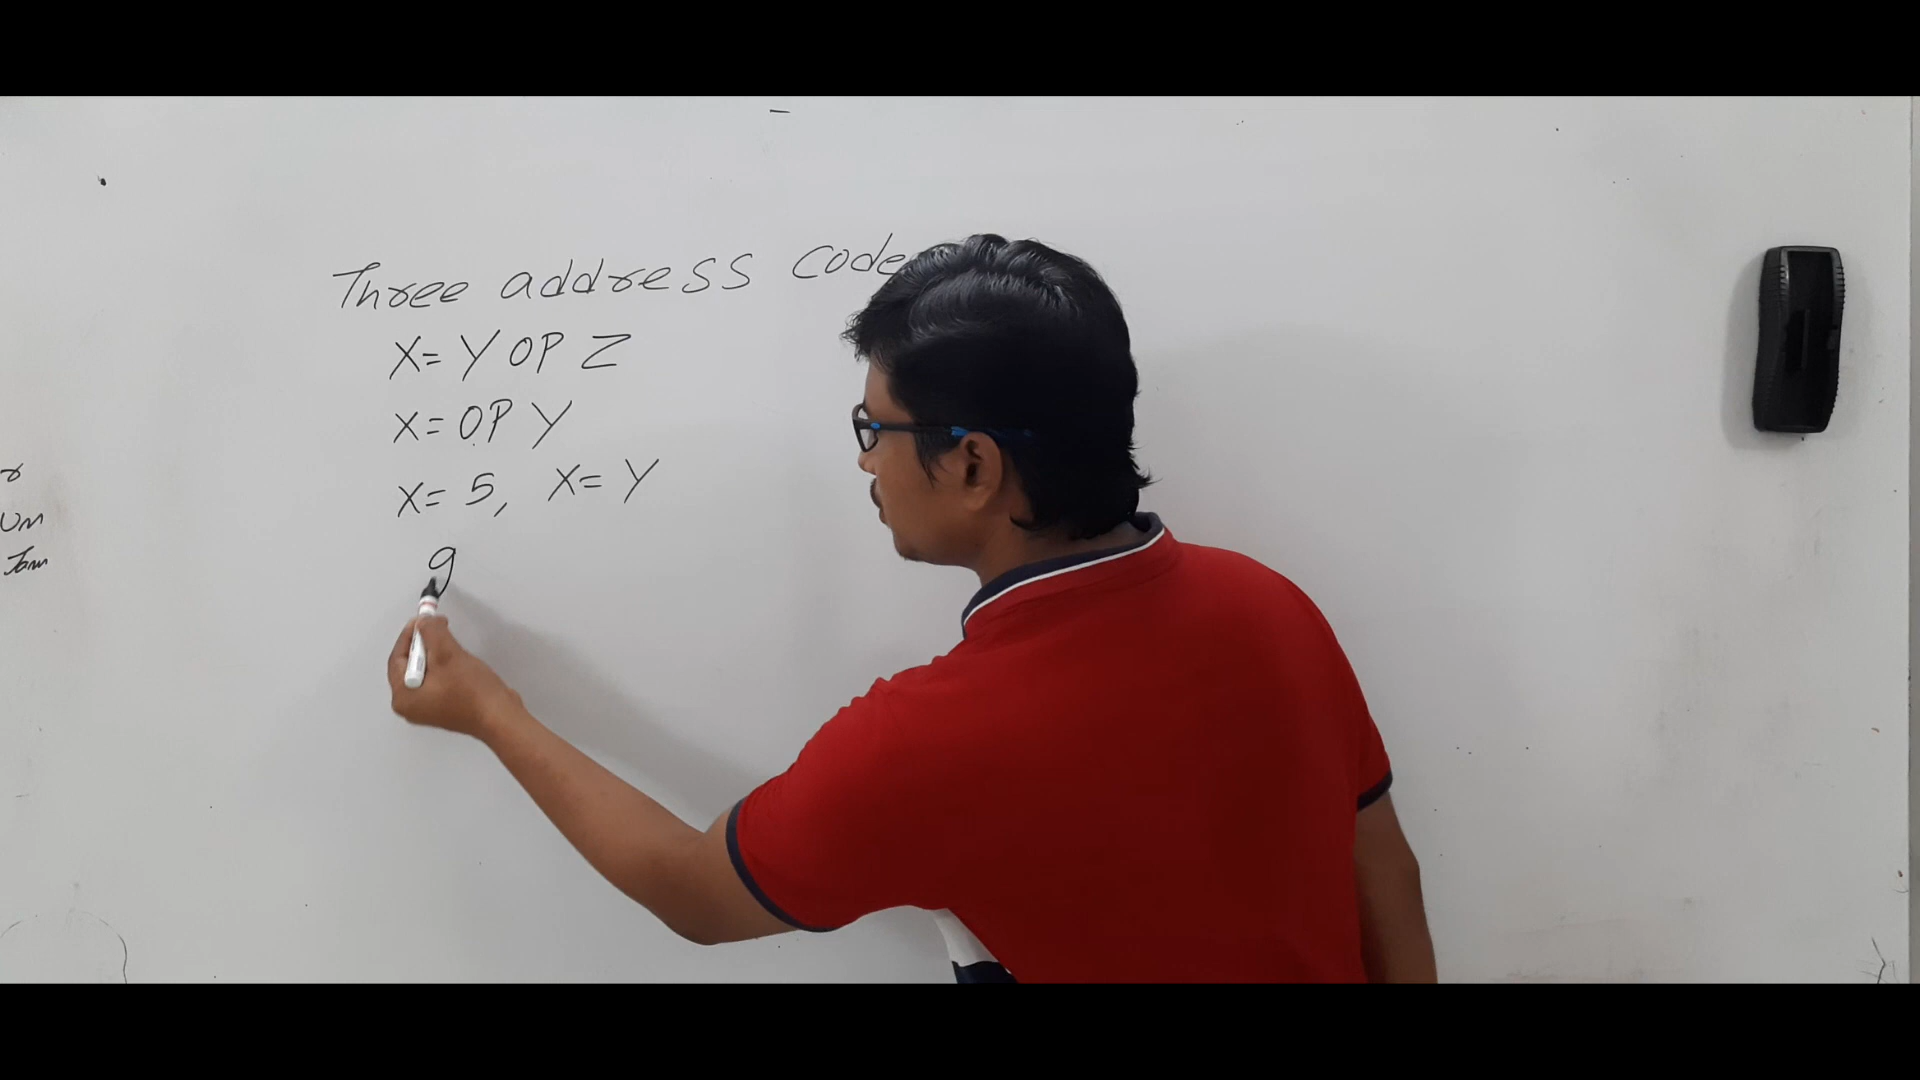 Three address Code
X= Y OP Z
X= OP Y
X= 5, X= Y
g